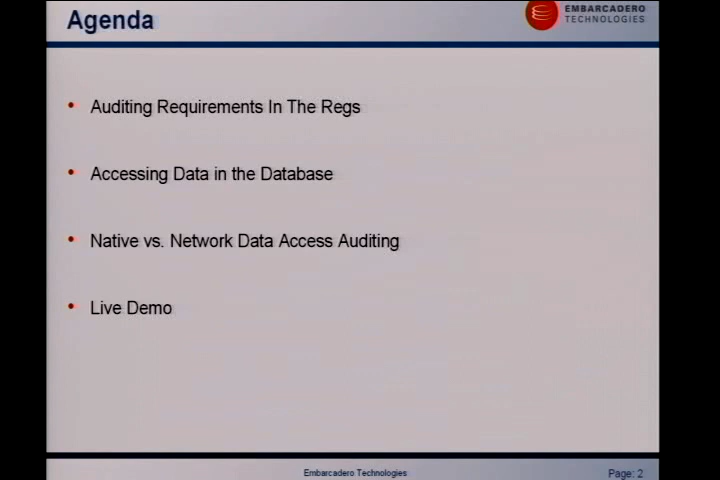 Agenda
EMBARCADERO
TECHNOLOGIES
• Auditing Requirements In The Regs
• Accessing Data in the Database
• Native vs. Network Data Access Auditing
• Live Demo
Embarcadero Technologies
Page: 2